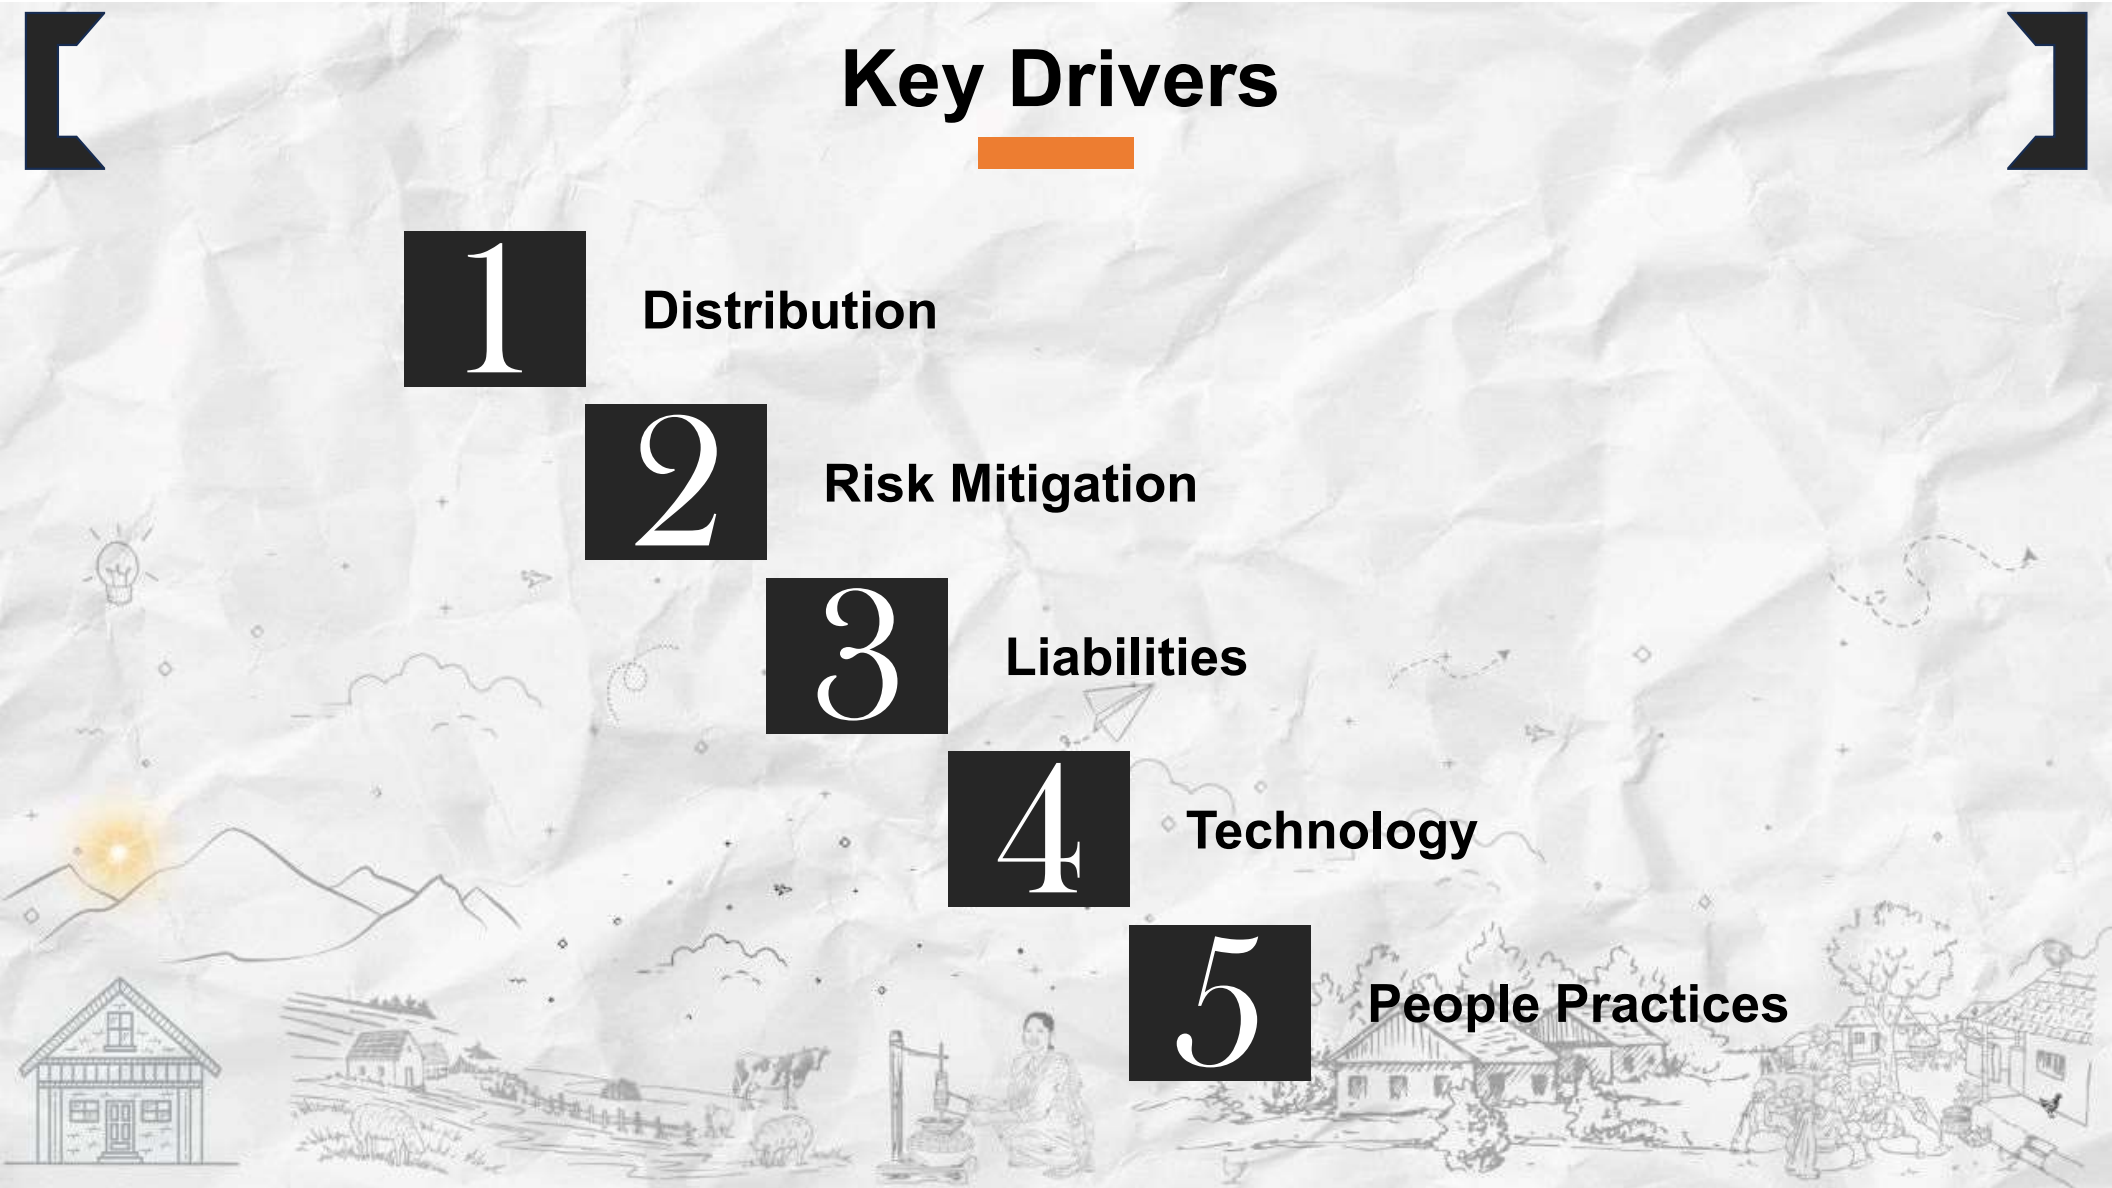 Key Drivers
1
Distribution
2
Risk Mitigation
3
Liabilities
4
Technology
5
People Practices